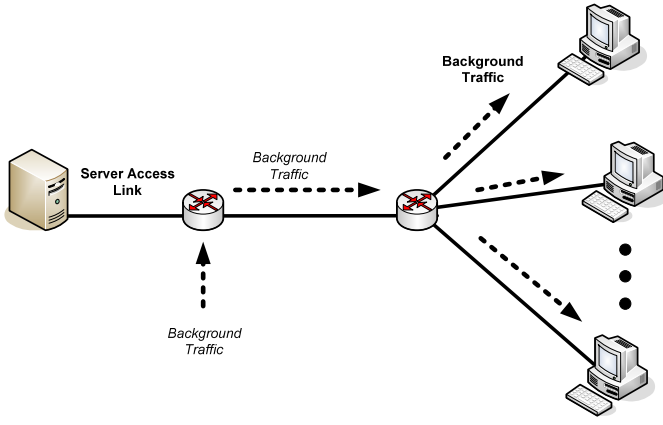 Background
Traffic
Server Access
Link
Background
Traffic
Background
Traffic